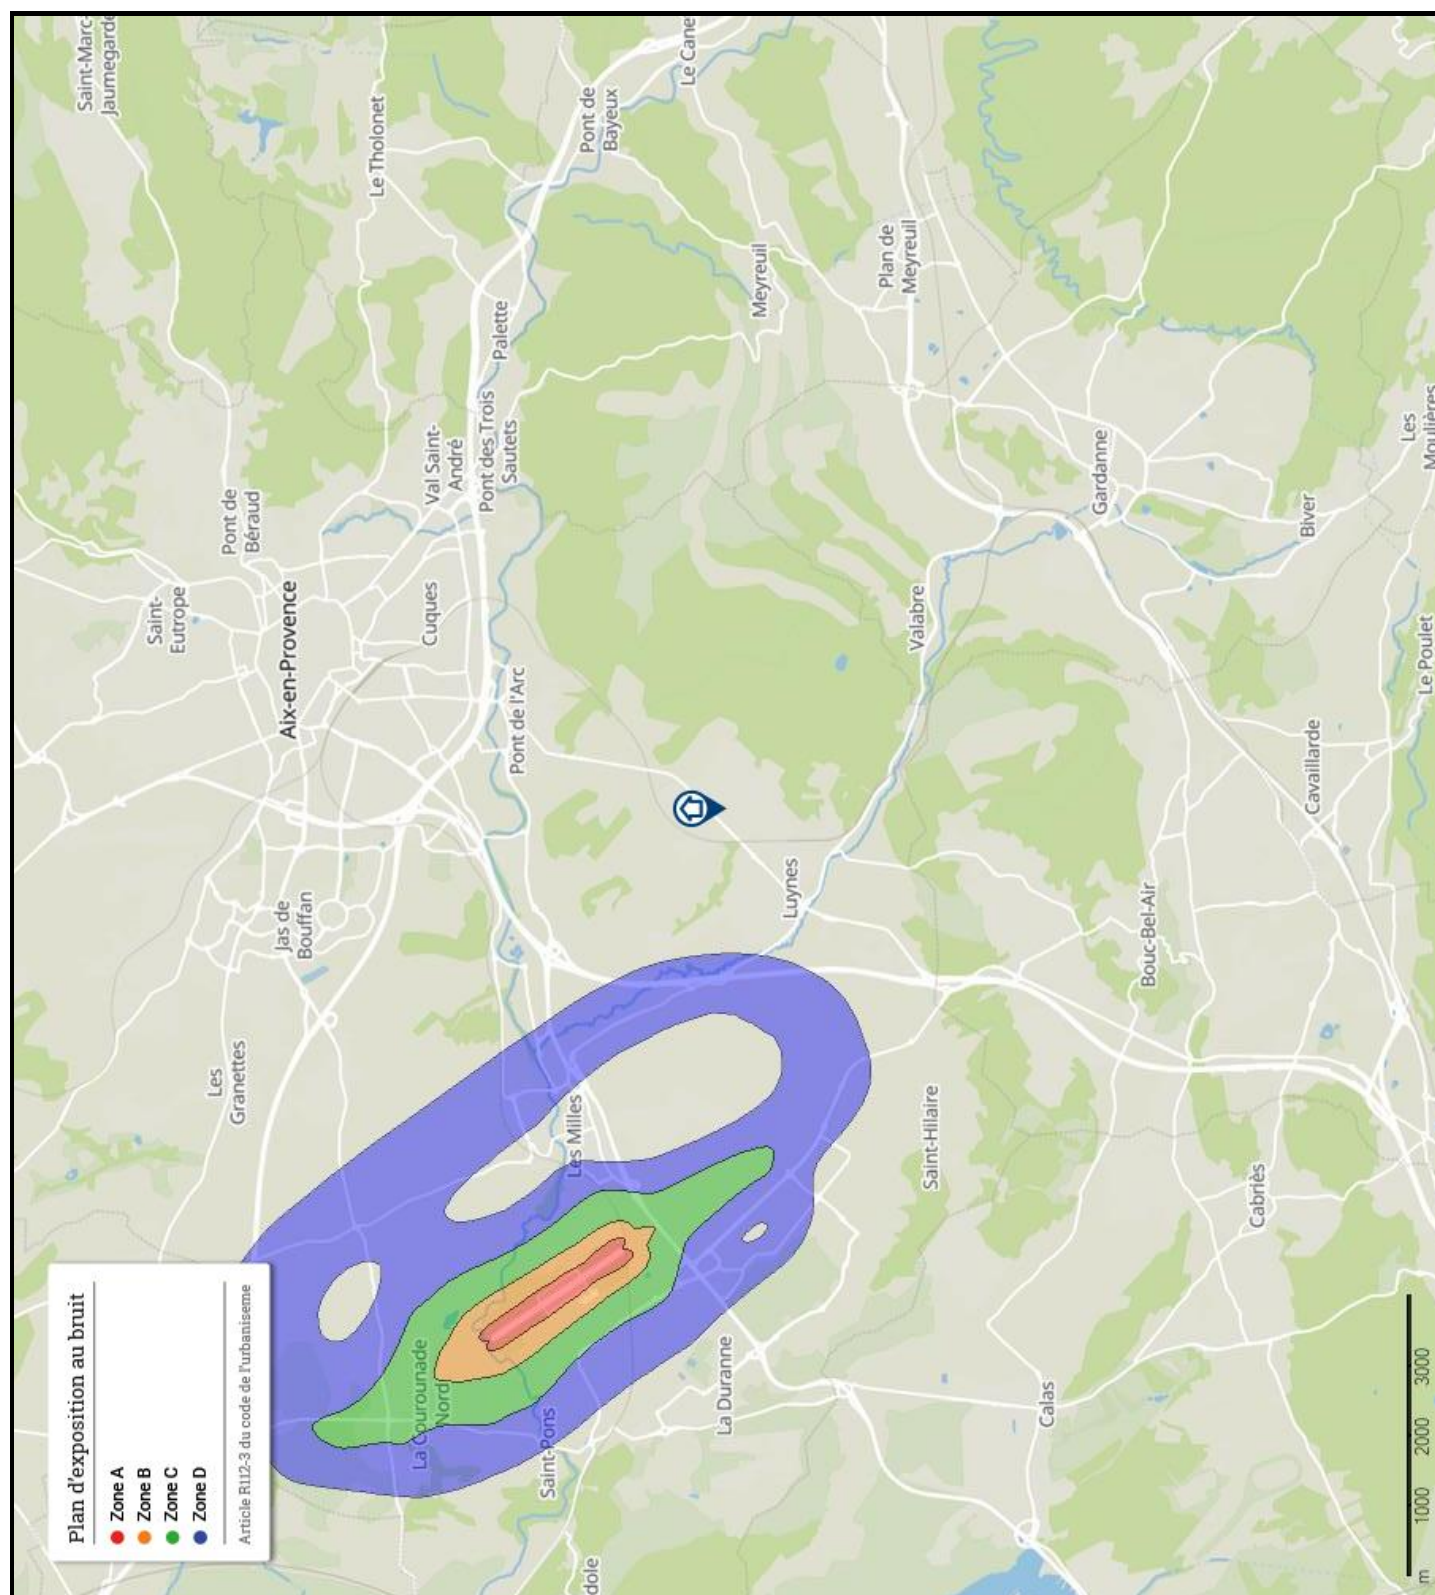 Plan d'exposition au bruit
Zone A
Zone B
Zone C
Zone D
Article R112-3 du code de l'urbaniseme
Saint-Marc-
Jaumegarde
Le Tholonet
Pont de
Bayeux
Le Cane
Saint-
Eutrope
Pont de
Béraud
Aix-en-Provence
Val Saint-
André
Cuques
Pont des Trois
Sautets
Palette
Meyreuil
Plan de
Meyreuil
Pont de l'Arc
Jas de
Bouffan
Les
Granettes
Les Milles
Luynes
Valabre
Gardanne
Biver
Les
Moulières
Le Poulet
Cavaillarde
Bouc-Bel-Air
Saint-Hilaire
Cabriès
La Courounade
Nord
Saint-Pons
La Duranne
Calas
dole
m
1000
2000
3000